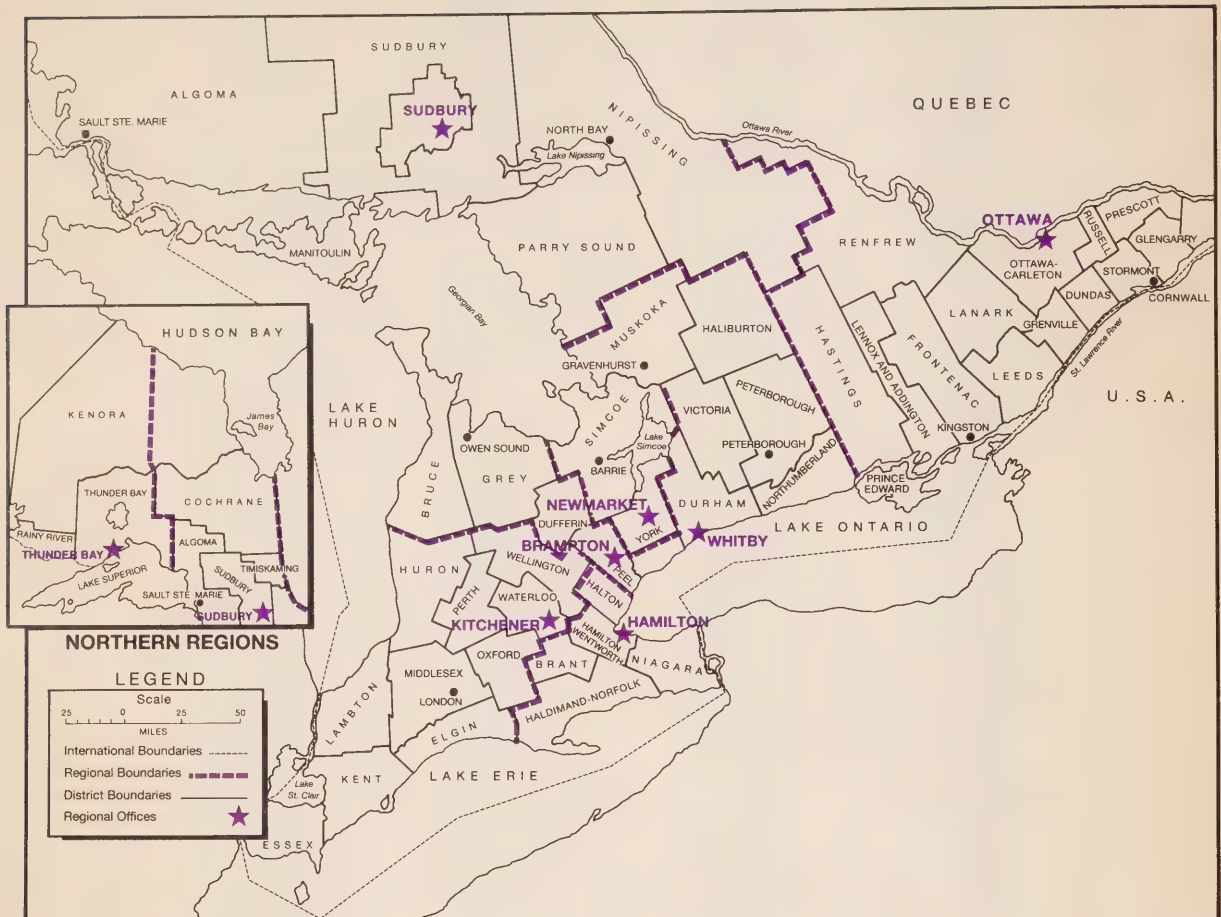 SUDBURY
ALGOMA
SUDBURY
QUEBEC
SAULT STE. MARIE
NORTH BAY
Lake Nipissing
NIPISSING
Ottawa River
OTTAWA
RUSSELL
PRESCOTT
GLENGARRY
PARRY SOUND
RENFREW
MANITOULIN
OTTAWA-
CARLETON
STORMONT
DUNDAS
CORNWALL
Georgian Bay
MUSKOKA
HALIBURTON
LANARK
GRENVILLE
St. Lawrence River
HASTINGS
LENNOX AND ADDINGTON
FRONTENAC
LEEDS
GRAVENHURST
U.S.A.
LAKE
HURON
SIMCOE
VICTORIA
PETERBOROUGH
BRUCE
OWEN SOUND
GREY
Lake
Simcoe
BARRIE
PETERBOROUGH
KINGSTON
NORTHUMBERLAND
PRINCE
EDWARD
NEWMARKET
DURHAM
DUFFERIN
YORK
WHITBY
LAKE ONTARIO
BRAMPTON
PEEL
HURON
WELLINGTON
HALTON
PERTH
WATERLOO
KITCHENER
HAMILTON
HAMILTON
WENTWORTH
NIAGARA
OXFORD
BRANT
MIDDLESEX
LONDON
HALDIMAND-NORFOLK
LAMBTON
ELGIN
KENT
LAKE ERIE
Lake
St. Clair
ESSEX
HUDSON BAY
KENORA
James
Bay
THUNDER BAY
COCHRANE
RAINY RIVER
THUNDER BAY
ALGOMA
LAKE SUPERIOR
SUDBURY
TIMISKAMING
SAULT STE. MARIE
SUDBURY
NORTHERN REGIONS
LEGEND
Scale
25 0 25 50
MILES
International Boundaries
Regional Boundaries
District Boundaries
Regional Offices